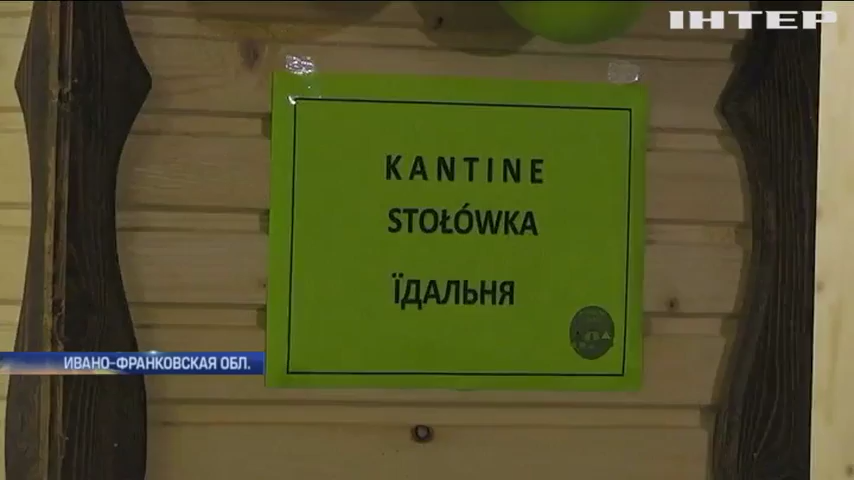 ІНТЕР
KANTINE
STOŁÓWKA
ЇДАЛЬНЯ
ИВАНО-ФРАНКОВСКАЯ ОБЛ.